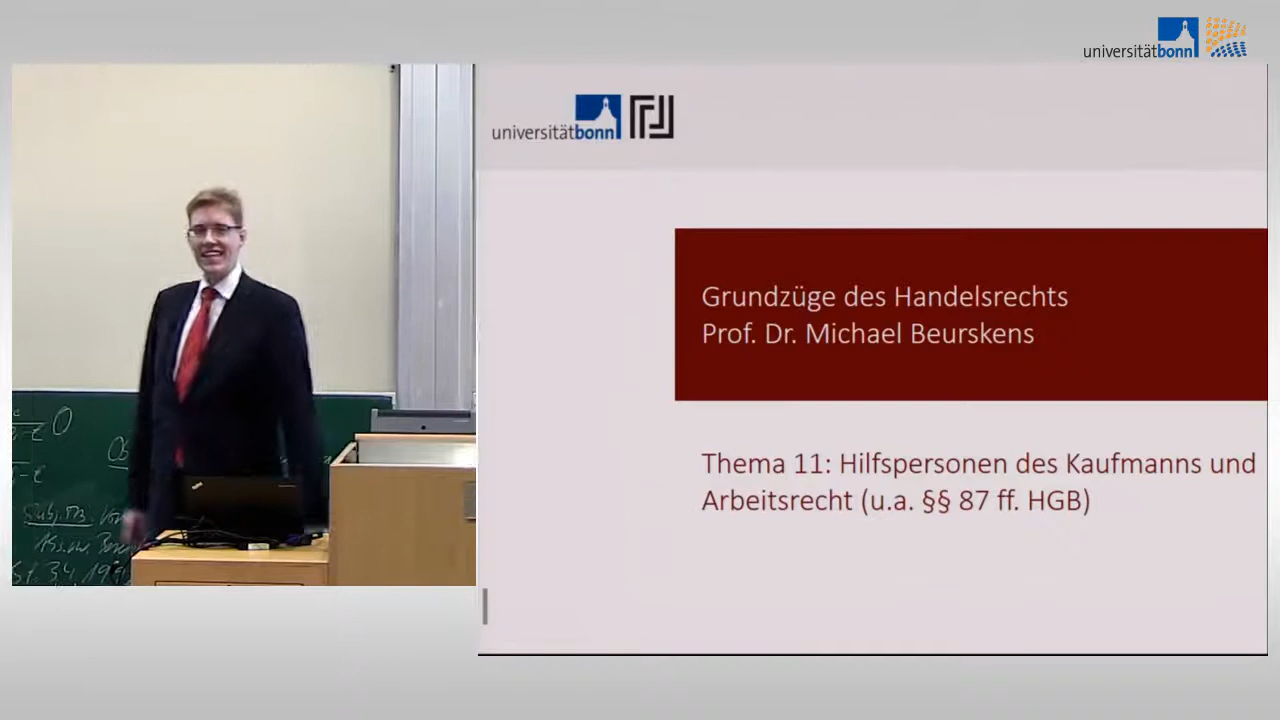 universitätbonn
universitätbonn
Grundzüge des Handelsrechts
Prof. Dr. Michael Beurskens
Thema 11: Hilfspersonen des Kaufmanns und
Arbeitsrecht (u.a. §§ 87 ff. HGB)